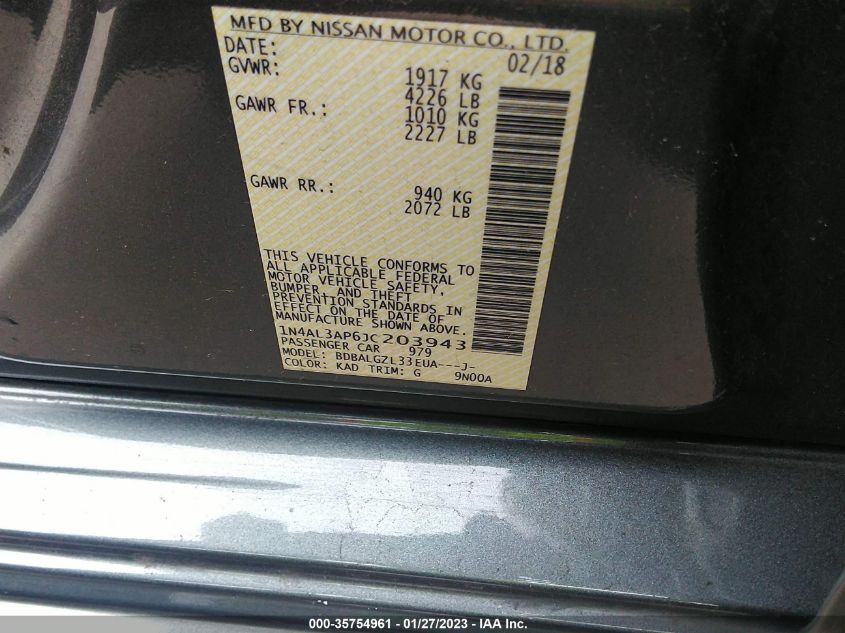 MFD BY NISSAN MOTOR CO., LTD.
DATE: 02/18
GVWR: 1917 KG
4226 LB
GAWR FR.: 1010 KG
2227 LB
GAWR RR.: 940 KG
2072 LB
THIS VEHICLE CONFORMS TO
ALL APPLICABLE FEDERAL
MOTOR VEHICLE SAFETY,
BUMPER, AND THEFT
PREVENTION STANDARDS IN
EFFECT ON THE DATE OF
MANUFACTURE SHOWN ABOVE.
1N4AL3AP6JC203943
PASSENGER CAR 979
MODEL: BDBALGZL33EUA---J-
COLOR: KAD TRIM: G 9N00A
000-35754961 - 01/27/2023 - IAA Inc.